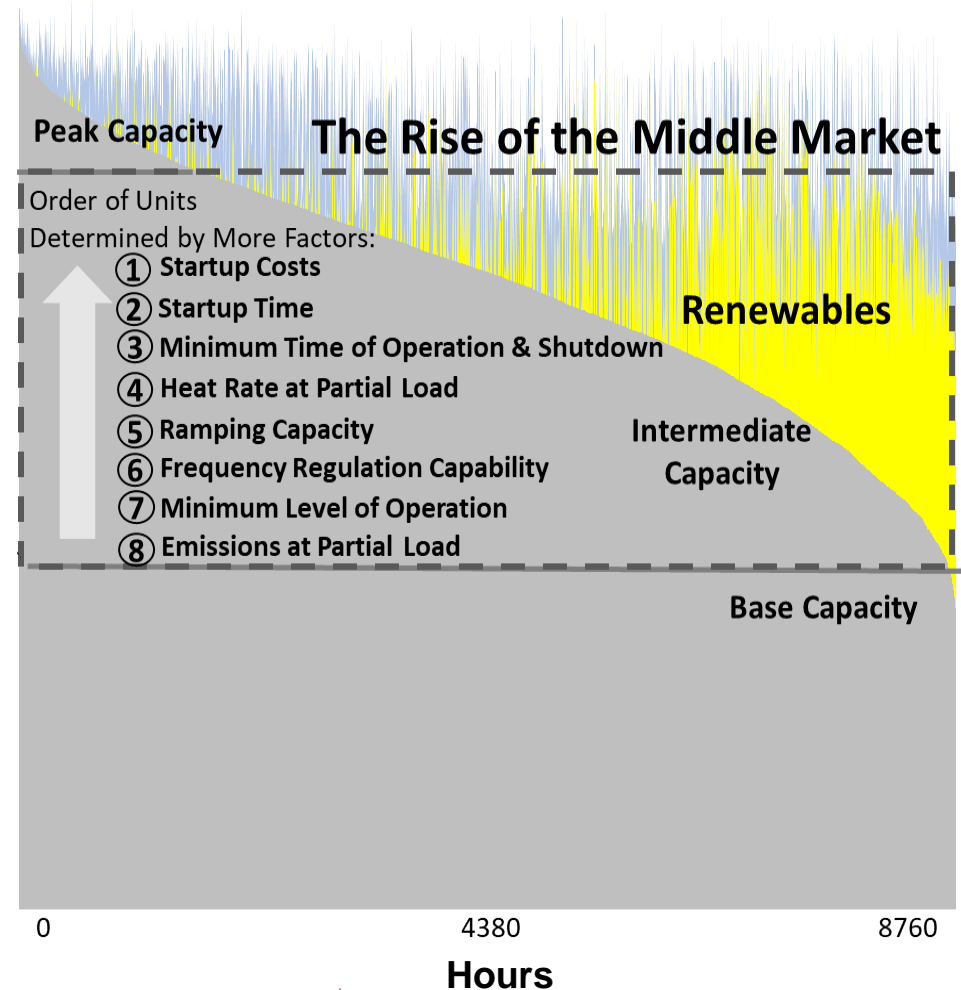 Peak Capacity
The Rise of the Middle Market
Order of Units
Determined by More Factors:
1 Startup Costs
2 Startup Time
3 Minimum Time of Operation & Shutdown
4 Heat Rate at Partial Load
5 Ramping Capacity
6 Frequency Regulation Capability
7 Minimum Level of Operation
8 Emissions at Partial Load
Renewables
Intermediate
Capacity
Base Capacity
0 4380 8760
Hours